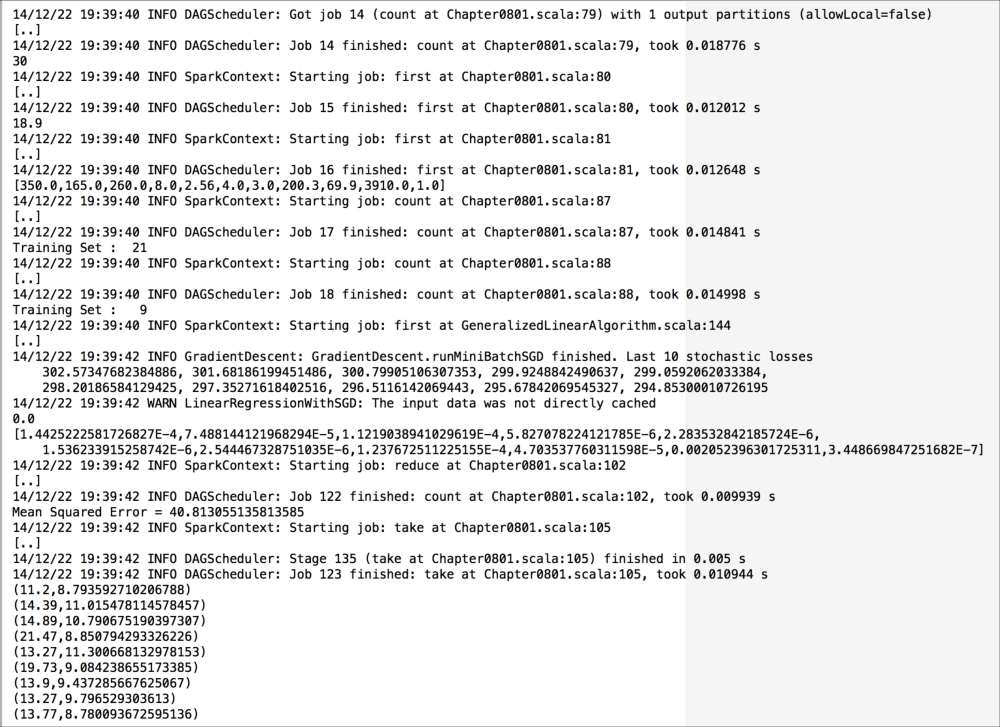 14/12/22 19:39:40 INFO DAGScheduler: Got job 14 (count at Chapter0801.scala:79) with 1 output partitions (allowLocal=false)
[..]
14/12/22 19:39:40 INFO DAGScheduler: Job 14 finished: count at Chapter0801.scala:79, took 0.018776 s
30
14/12/22 19:39:40 INFO SparkContext: Starting job: first at Chapter0801.scala:80
[..]
14/12/22 19:39:40 INFO DAGScheduler: Job 15 finished: first at Chapter0801.scala:80, took 0.012012 s
18.9
14/12/22 19:39:40 INFO SparkContext: Starting job: first at Chapter0801.scala:81
[..]
14/12/22 19:39:40 INFO DAGScheduler: Job 16 finished: first at Chapter0801.scala:81, took 0.012648 s
[350.0,165.0,260.0,8.0,2.56,4.0,3.0,200.3,69.9,3910.0,1.0]
14/12/22 19:39:40 INFO SparkContext: Starting job: count at Chapter0801.scala:87
[..]
14/12/22 19:39:40 INFO DAGScheduler: Job 17 finished: count at Chapter0801.scala:87, took 0.014841 s
Training Set :  21
14/12/22 19:39:40 INFO SparkContext: Starting job: count at Chapter0801.scala:88
[..]
14/12/22 19:39:40 INFO DAGScheduler: Job 18 finished: count at Chapter0801.scala:88, took 0.014998 s
Training Set :   9
14/12/22 19:39:40 INFO SparkContext: Starting job: first at GeneralizedLinearAlgorithm.scala:144
[..]
14/12/22 19:39:42 INFO GradientDescent: GradientDescent.runMiniBatchSGD finished. Last 10 stochastic losses
302.57347682384886, 301.68186199451486, 300.79905106307353, 299.9248842490637, 299.0592062033384,
298.20186584129425, 297.35271618402516, 296.5116142069443, 295.67842069545327, 294.85300010726195
14/12/22 19:39:42 WARN LinearRegressionWithSGD: The input data was not directly cached
0.0
[1.4425222581726827E-4,7.488144121968294E-5,1.1219038941029619E-4,5.827078224121785E-6,2.283532842185724E-6,
1.536233915258742E-6,2.544467328751035E-6,1.237672511225155E-4,4.703537760311598E-5,0.002052396301725311,3.448669847251682E-7]
14/12/22 19:39:42 INFO SparkContext: Starting job: reduce at Chapter0801.scala:102
[..]
14/12/22 19:39:42 INFO DAGScheduler: Job 122 finished: count at Chapter0801.scala:102, took 0.009939 s
Mean Squared Error = 40.813055135813585
14/12/22 19:39:42 INFO SparkContext: Starting job: take at Chapter0801.scala:105
[..]
14/12/22 19:39:42 INFO DAGScheduler: Stage 135 (take at Chapter0801.scala:105) finished in 0.005 s
14/12/22 19:39:42 INFO DAGScheduler: Job 123 finished: take at Chapter0801.scala:105, took 0.010944 s
(11.2,8.793592710206788)
(14.39,11.015478114578457)
(14.89,10.790675190397307)
(21.47,8.850794293326226)
(13.27,11.300668132978153)
(19.73,9.084238655173385)
(13.9,9.437285667625067)
(13.27,9.796529303613)
(13.77,8.780093672595136)